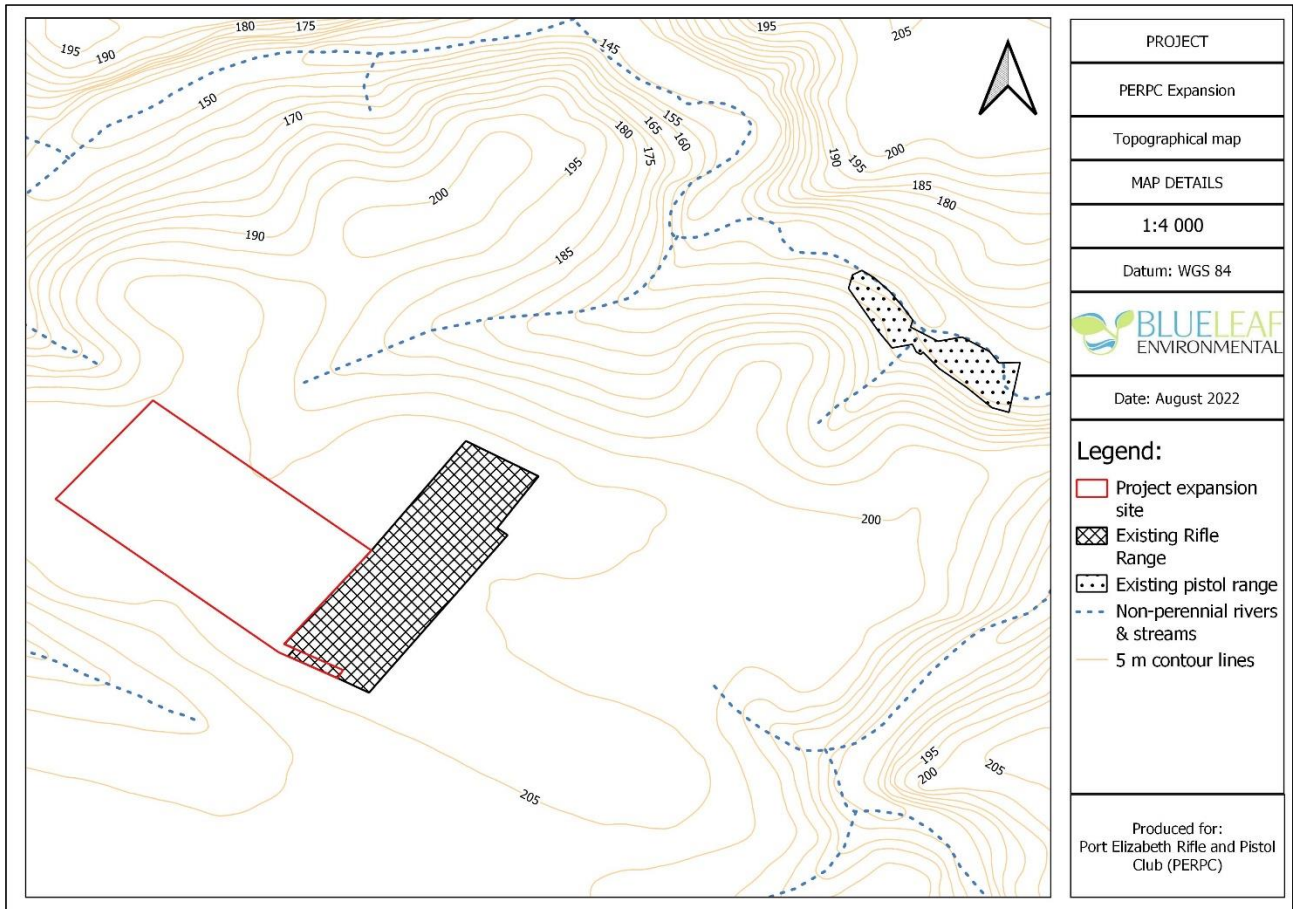 180
175
195
190
195
205
145
150
170
155
165
160
180
175
195
200
190
185
190
195
200
185
180
200
205
195
200
205
PROJECT
PERPC Expansion
Topographical map
MAP DETAILS
1:4 000
Datum: WGS 84
BLUELEAF
ENVIRONMENTAL
Date: August 2022
Legend:
Project expansion
site
Existing Rifle
Range
Existing pistol range
Non-perennial rivers
& streams
5 m contour lines
Produced for:
Port Elizabeth Rifle and Pistol
Club (PERPC)